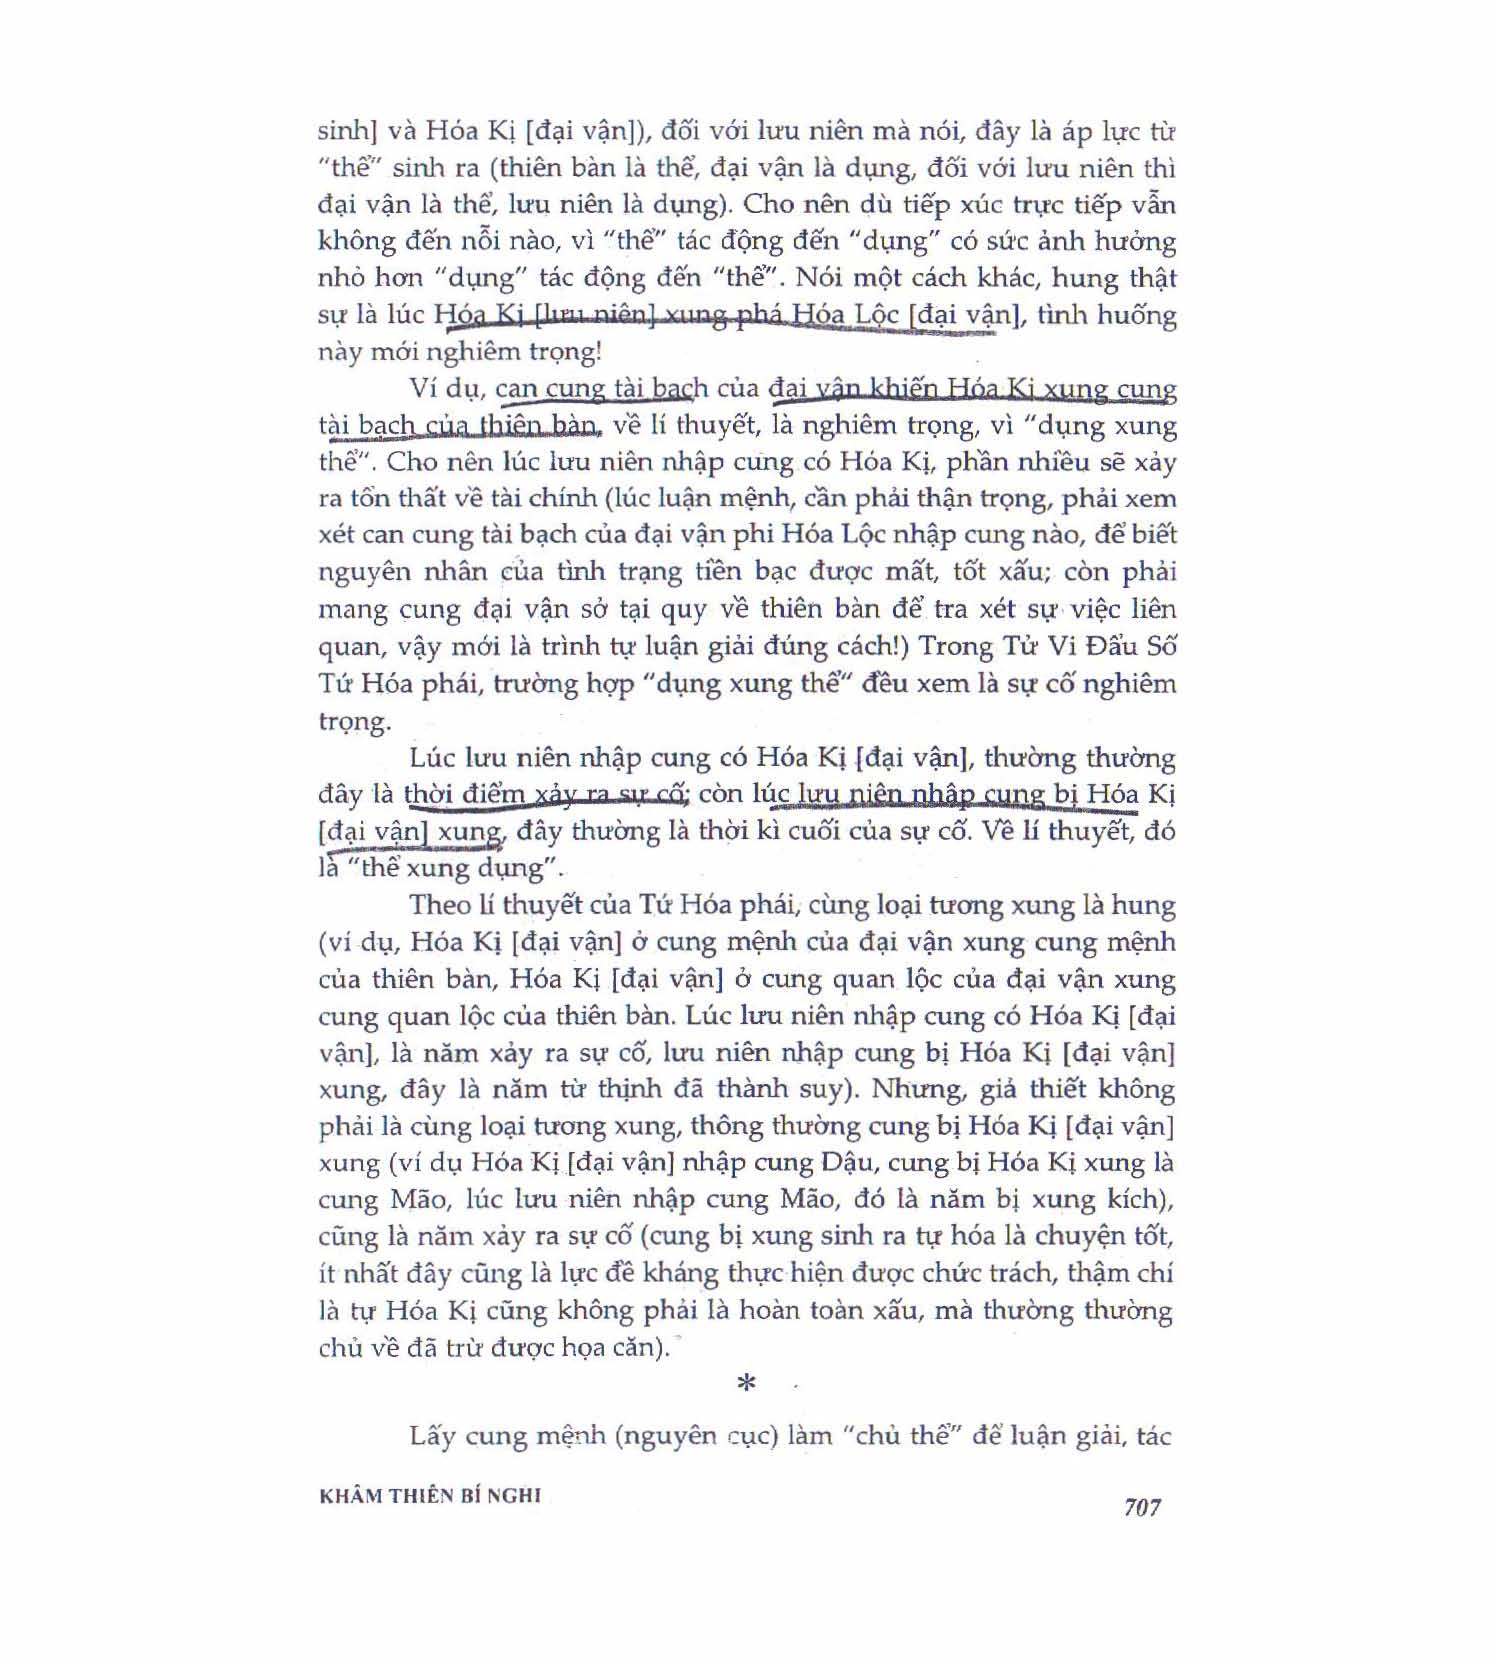 sinh] và Hóa Kị [đại vận]), đối với lưu niên mà nói, đây là áp lực từ
"thể" sinh ra (thiên bàn là thể, đại vận là dụng, đối với lưu niên thì
đại vận là thể, lưu niên là dụng). Cho nên dù tiếp xúc trực tiếp vẫn
không đến nỗi nào, vì "thể" tác động đến "dụng" có sức ảnh hưởng
nhỏ hơn "dụng" tác động đến "thể". Nói một cách khác, hung thật
sự là lúc Hóa Kị [lưu niên] xung phá Hóa Lộc [đại vận], tình huống
này mới nghiêm trọng!
Ví dụ, can cung tài bạch của đại vận khiến Hóa Kị xung cung
tài bạch của thiên bàn, về lí thuyết, là nghiêm trọng, vì "dụng xung
thể". Cho nên lúc lưu niên nhập cung có Hóa Kị, phần nhiều sẽ xảy
ra tổn thất về tài chính (lúc luận mệnh, cần phải thận trọng, phải xem
xét can cung tài bạch của đại vận phi Hóa Lộc nhập cung nào, để biết
nguyên nhân của tình trạng tiền bạc được mất, tốt xấu; còn phải
mang cung đại vận sở tại quy về thiên bàn để tra xét sự việc liên
quan, vậy mới là trình tự luận giải đúng cách!) Trong Tử Vi Đẩu Số
Tứ Hóa phái, trường hợp "dụng xung thể" đều xem là sự cố nghiêm
trọng.
Lúc lưu niên nhập cung có Hóa Kị [đại vận], thường thường
đây là thời điểm xảy ra sự cố; còn lúc lưu niên nhập cung bị Hóa Kị
[đại vận] xung, đây thường là thời kì cuối của sự cố. Về lí thuyết, đó
là "thể xung dụng".
Theo lí thuyết của Tứ Hóa phái, cùng loại tương xung là hung
(ví dụ, Hóa Kị [đại vận] ở cung mệnh của đại vận xung cung mệnh
của thiên bàn, Hóa Kị [đại vận] ở cung quan lộc của đại vận xung
cung quan lộc của thiên bàn. Lúc lưu niên nhập cung có Hóa Kị [đại
vận], là năm xảy ra sự cố, lưu niên nhập cung bị Hóa Kị [đại vận]
xung, đây là năm từ thịnh đã thành suy). Nhưng, giả thiết không
phải là cùng loại tương xung, thông thường cung bị Hóa Kị [đại vận]
xung (ví dụ Hóa Kị [đại vận] nhập cung Dậu, cung bị Hóa Kị xung là
cung Mão, lúc lưu niên nhập cung Mão, đó là năm bị xung kích),
cũng là năm xảy ra sự cố (cung bị xung sinh ra tự hóa là chuyện tốt,
ít nhất đây cũng là lực đề kháng thực hiện được chức trách, thậm chí
là tự Hóa Kị cũng không phải là hoàn toàn xấu, mà thường thường
chủ về đã trừ được họa căn).
*
Lấy cung mệnh (nguyên cục) làm "chủ thể" để luận giải, tác
KHÂM THIÊN BÍ NGHI
707